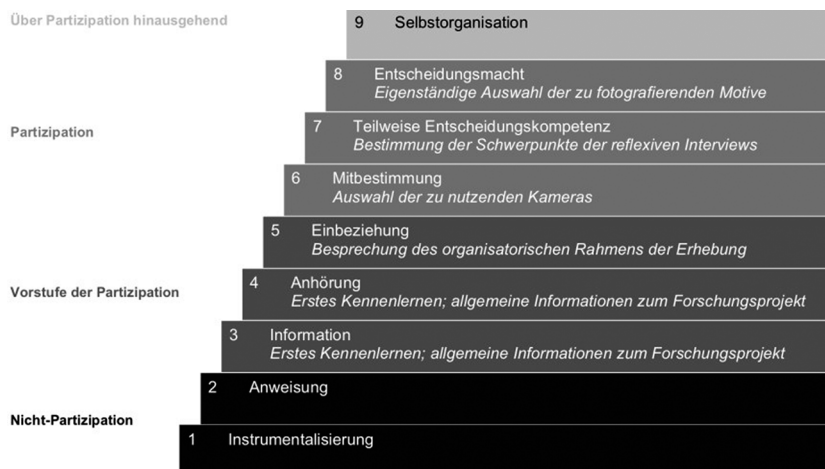 Über Partizipation hinausgehend
9 Selbstorganisation
8 Entscheidungsmacht
Eigenständige Auswahl der zu fotografierenden Motive
Partizipation
7 Teilweise Entscheidungskompetenz
Bestimmung der Schwerpunkte der reflexiven Interviews
6 Mitbestimmung
Auswahl der zu nutzenden Kameras
5 Einbeziehung
Besprechung des organisatorischen Rahmens der Erhebung
Vorstufe der Partizipation
4 Anhörung
Erstes Kennenlernen; allgemeine Informationen zum Forschungsprojekt
3 Information
Erstes Kennenlernen; allgemeine Informationen zum Forschungsprojekt
2 Anweisung
Nicht-Partizipation
1 Instrumentalisierung